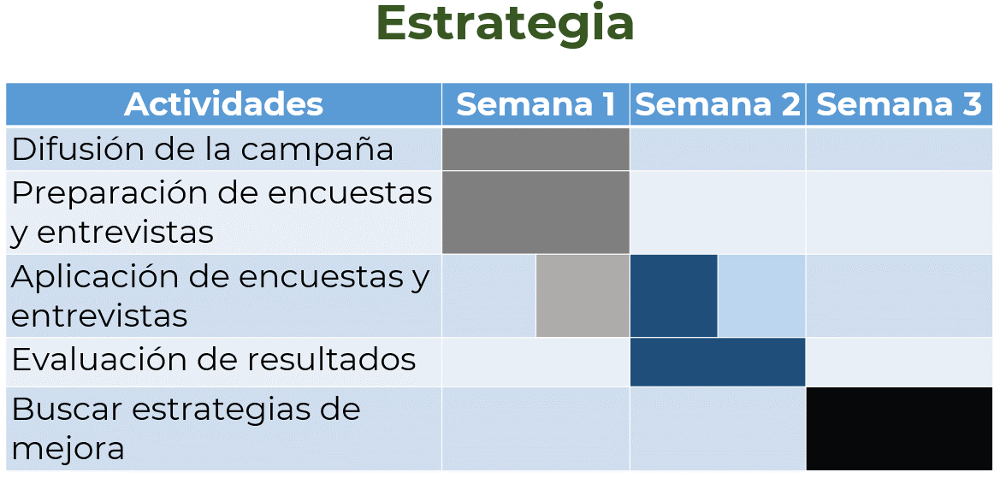 Estrategia
Actividades Semana 1 Semana 2 Semana 3
Difusión de la campaña
Preparación de encuestas
y entrevistas
Aplicación de encuestas y
entrevistas
Evaluación de resultados
Buscar estrategias de
mejora